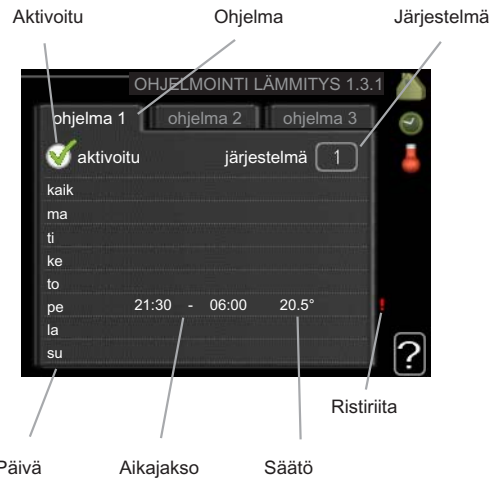 Aktivoitu Ohjelma Järjestelmä
OHJELMOINTI LÄMMITYS 1.3.1
ohjelma 1 ohjelma 2 ohjelma 3
aktivoitu järjestelmä 1
kaik
ma
ti
ke
to
pe 21:30 - 06:00 20.5° !
la
su
?
Ristiriita
Päivä Aikajakso Säätö